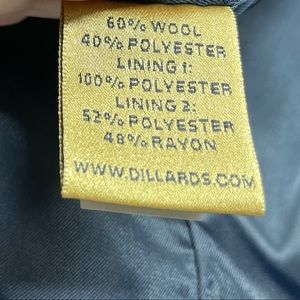 60% WOOL
40% POLYESTER
LINING 1:
100% POLYESTER
LINING 2:
52% POLYESTER
48% RAYON
WWW.DILLARDS.COM